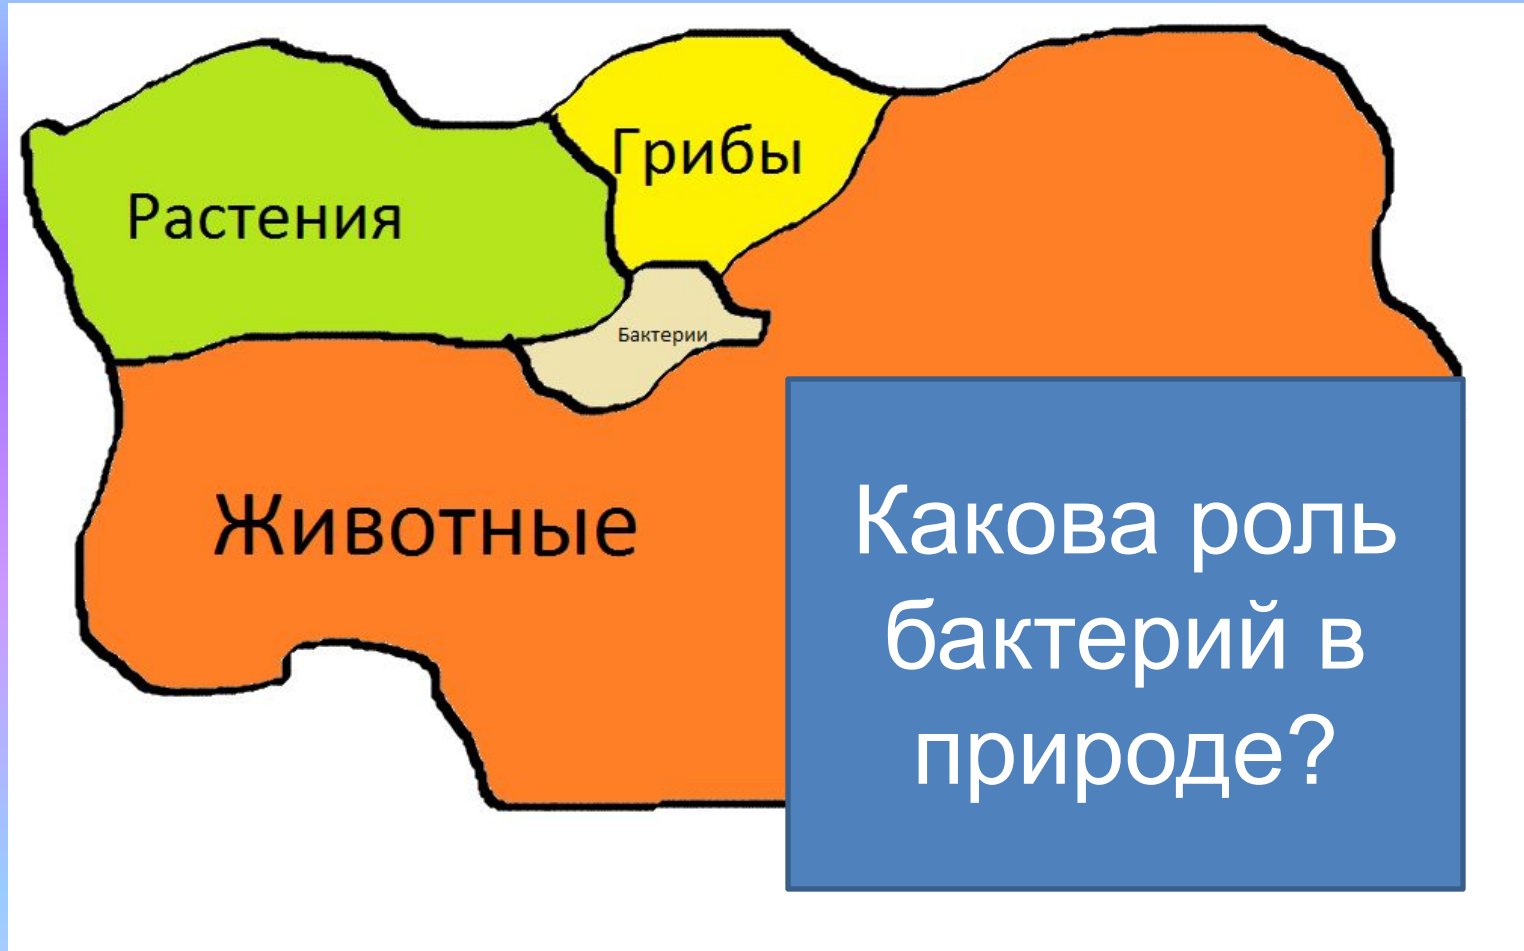 Грибы
Растения
Бактерии
Животные
Какова роль
бактерий в
природе?